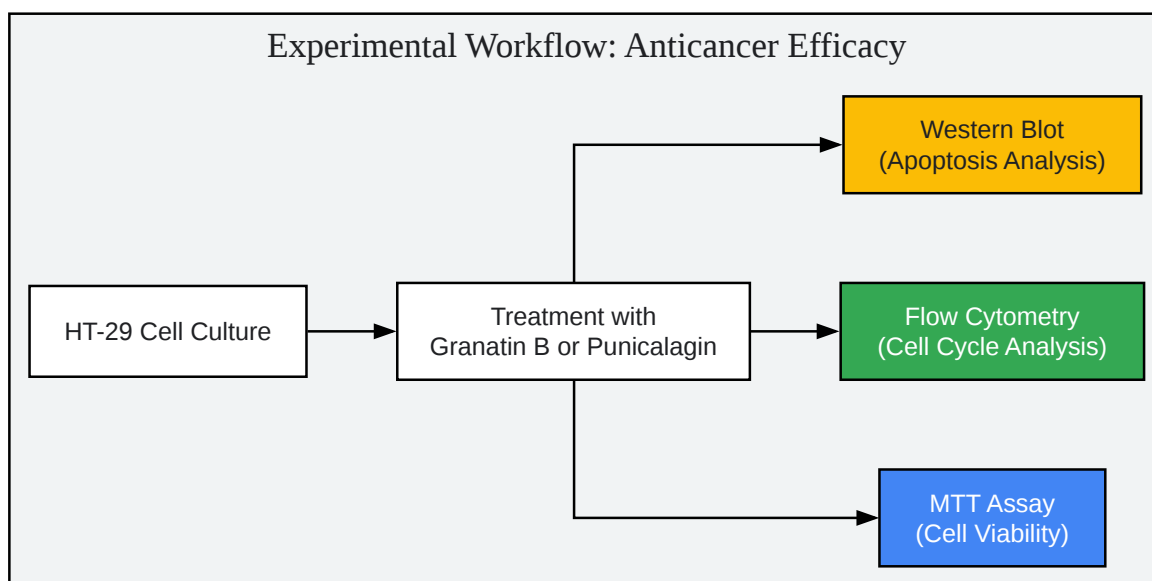 Experimental Workflow: Anticancer Efficacy
Western Blot
(Apoptosis Analysis)
HT-29 Cell Culture
Treatment with
Granatin B or Punicalagin
Flow Cytometry
(Cell Cycle Analysis)
MTT Assay
(Cell Viability)